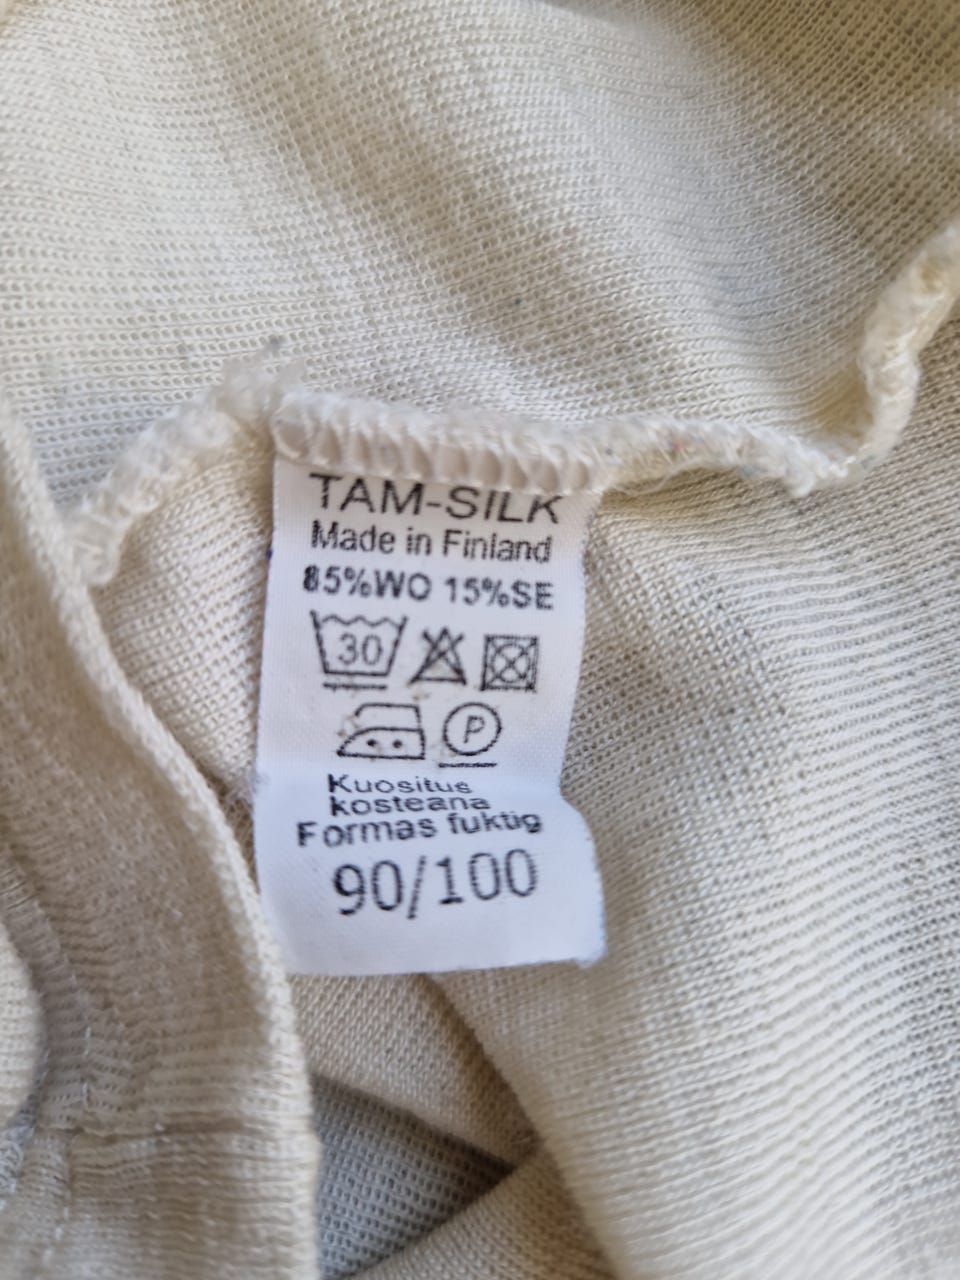 TAM-SILK
Made in Finland
85%WO 15%SE
30
P
Kuositus
kosteana
Formas fuktig
90/100